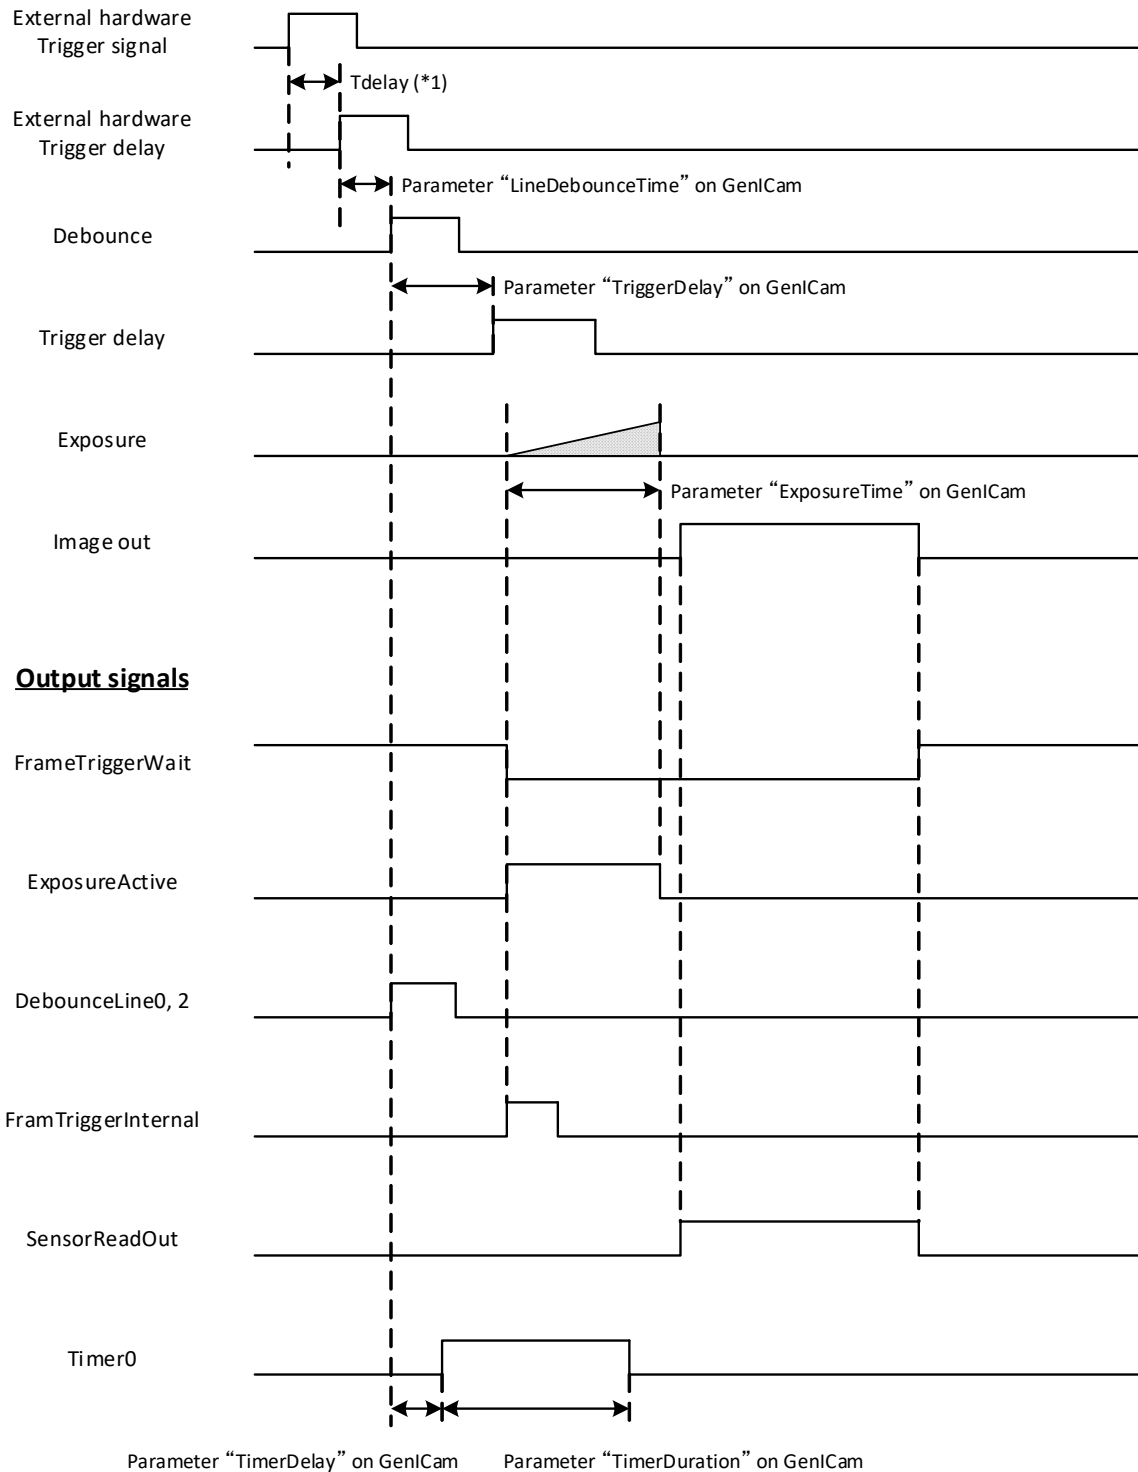 External hardware
Trigger signal
Tdelay (*1)
External hardware
Trigger delay
Parameter “LineDebounceTime” on GenICam
Debounce
Parameter “TriggerDelay” on GenICam
Trigger delay
Exposure
Parameter “ExposureTime” on GenICam
Image out
Output signals
FrameTriggerWait
ExposureActive
DebounceLine0, 2
FramTriggerInternal
SensorReadOut
Timer0
Parameter “TimerDelay” on GenICam
Parameter “TimerDuration” on GenICam